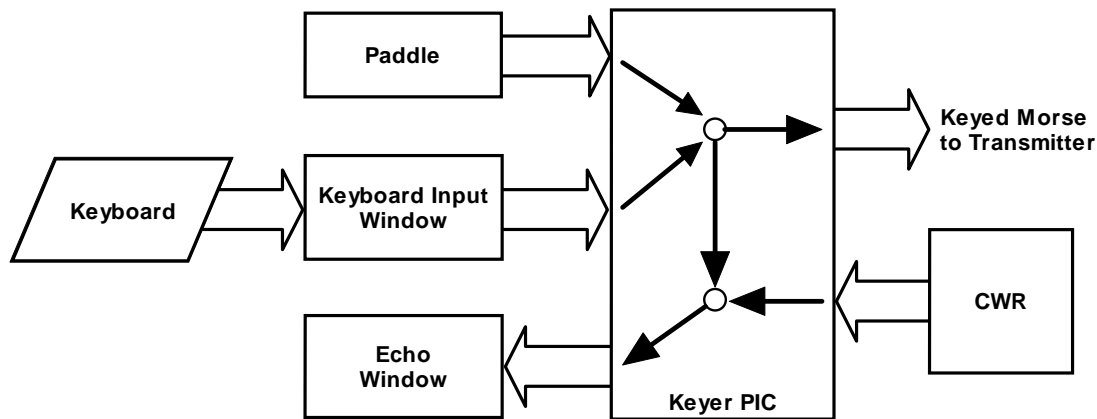 Paddle
Keyed Morse
to Transmitter
Keyboard
Keyboard Input
Window
CWR
Echo
Window
Keyer PIC